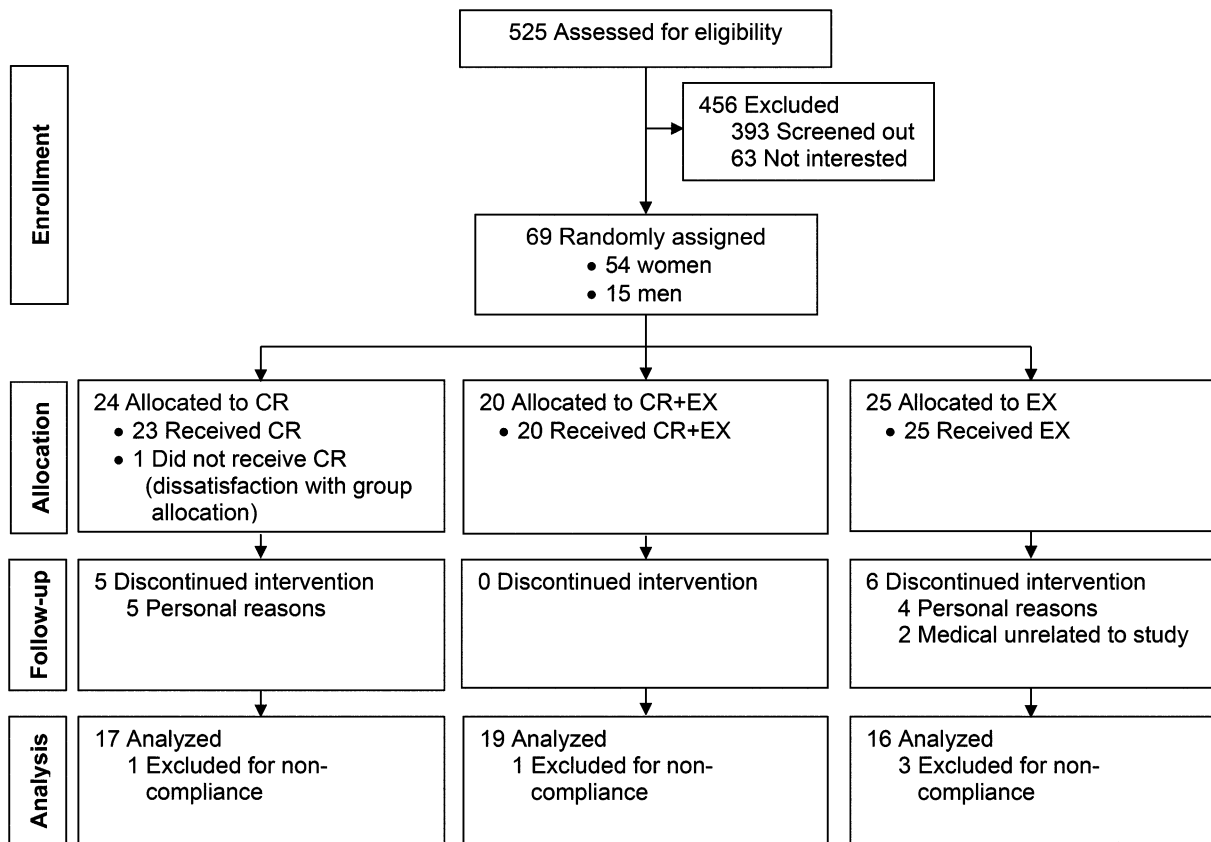 525 Assessed for eligibility
Enrollment
456 Excluded
393 Screened out
63 Not interested
69 Randomly assigned
• 54 women
• 15 men
Allocation
24 Allocated to CR
• 23 Received CR
• 1 Did not receive CR
(dissatisfaction with group
allocation)
20 Allocated to CR+EX
• 20 Received CR+EX
25 Allocated to EX
• 25 Received EX
Follow-up
5 Discontinued intervention
5 Personal reasons
0 Discontinued intervention
6 Discontinued intervention
4 Personal reasons
2 Medical unrelated to study
Analysis
17 Analyzed
1 Excluded for non-
compliance
19 Analyzed
1 Excluded for non-
compliance
16 Analyzed
3 Excluded for non-
compliance